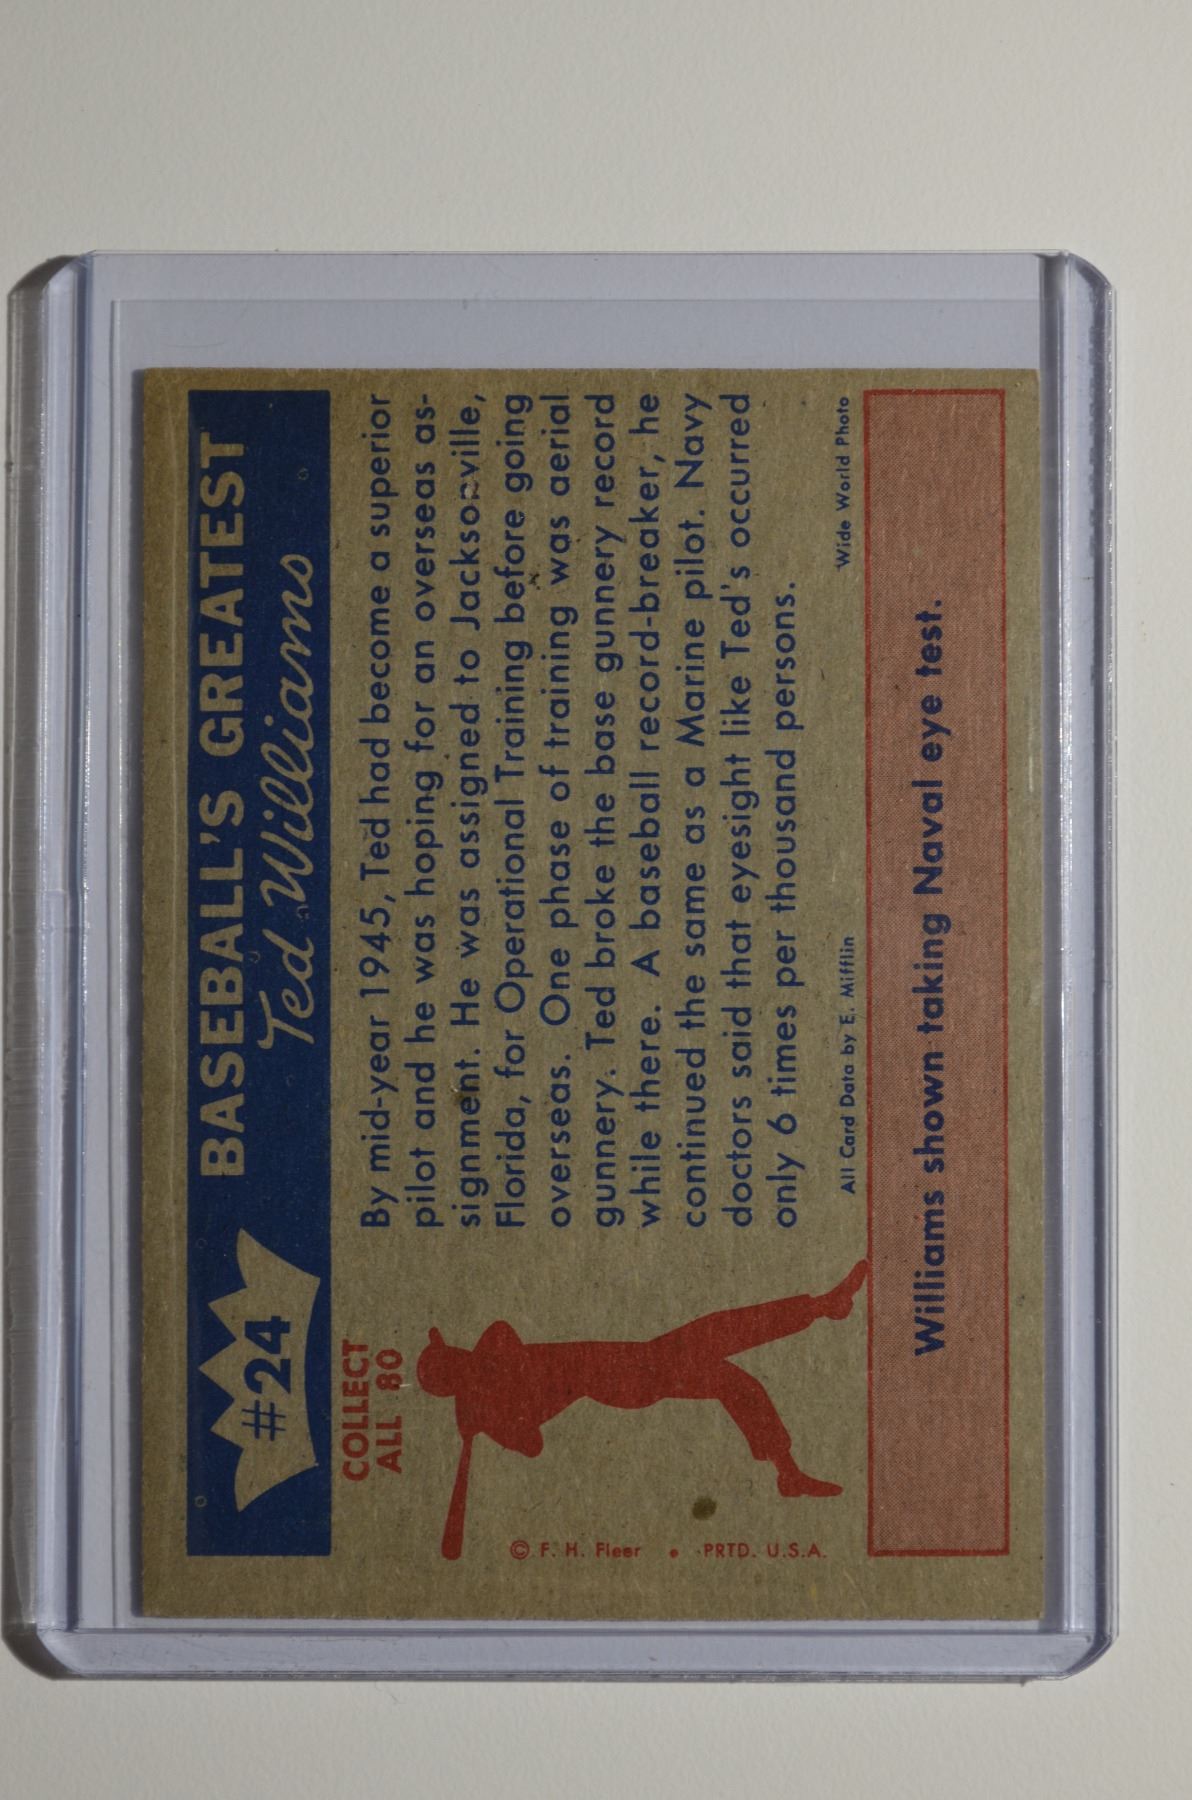 #24
BASEBALL'S GREATEST
Ted Williams
COLLECT
ALL 80
By mid-year 1945, Ted had become a superior
pilot and he was hoping for an overseas as-
signment. He was assigned to Jacksonville,
Florida, for Operational Training before going
overseas. One phase of training was aerial
gunnery. Ted broke the base gunnery record
while there. A baseball record-breaker, he
continued the same as a Marine pilot. Navy
doctors said that eyesight like Ted's occurred
only 6 times per thousand persons.
© F. H. Fleer • PRTD. U.S.A.
All Card Data by E. Mifflin
Wide World Photo
Williams shown taking Naval eye test.